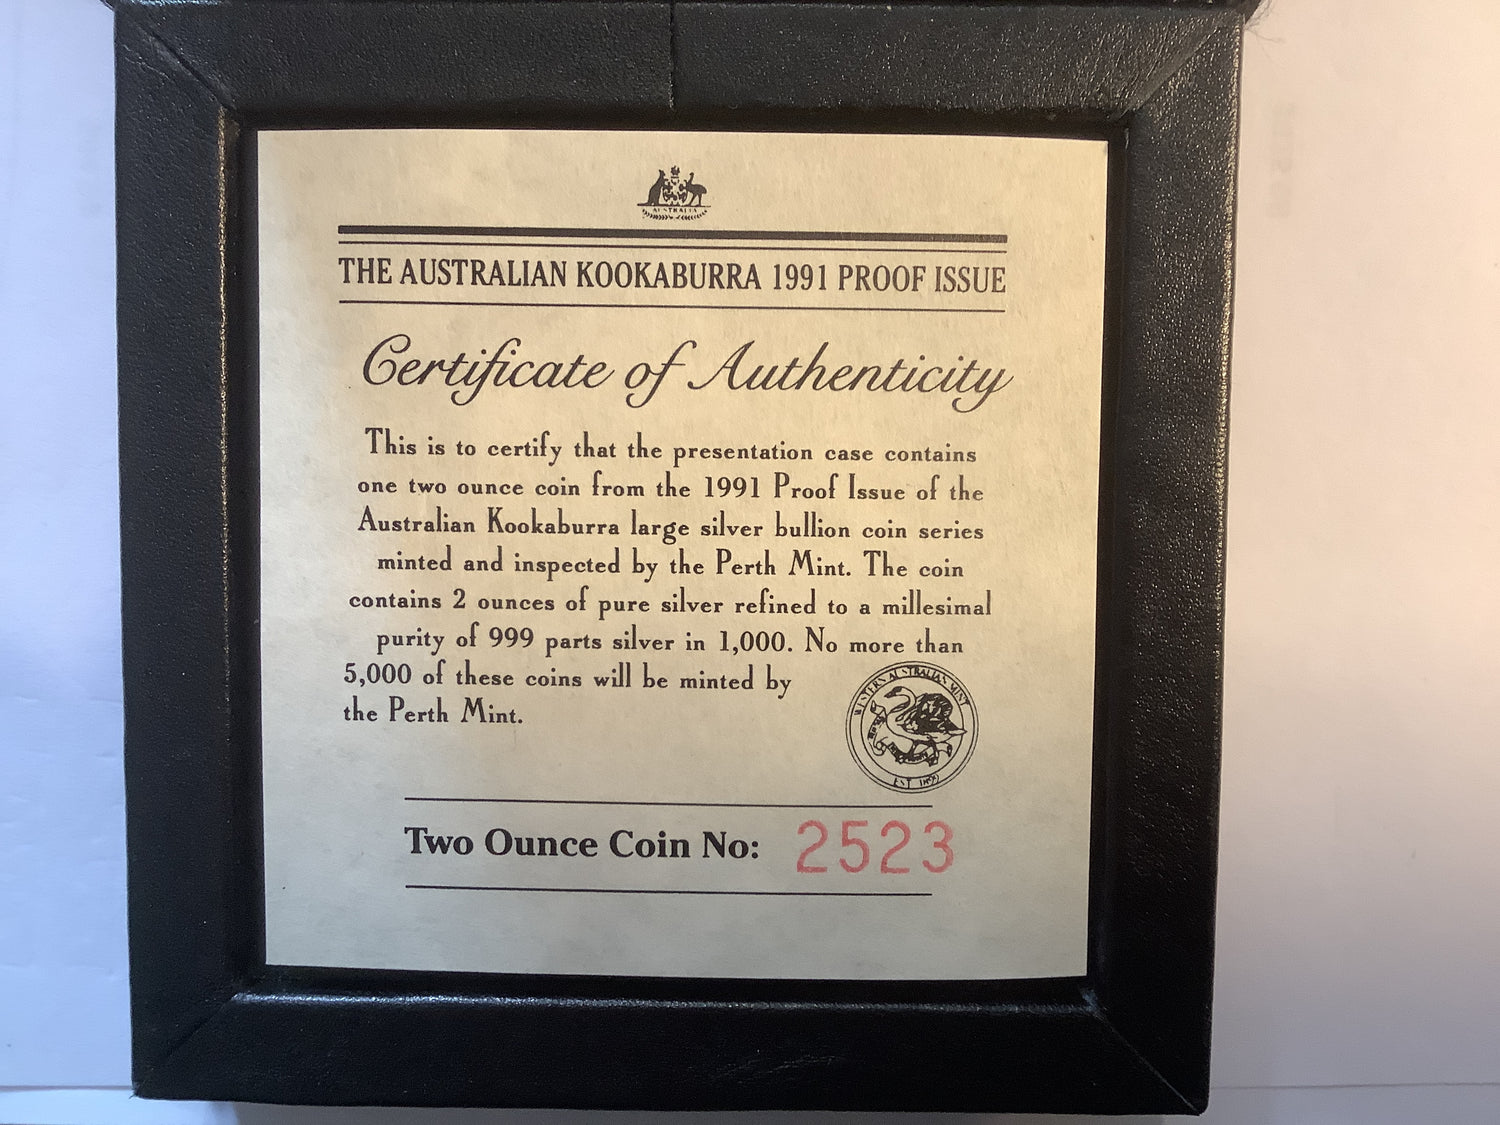 AUSTRALIA
THE AUSTRALIAN KOOKABURRA 1991 PROOF ISSUE
Certificate of Authenticity
This is to certify that the presentation case contains
one two ounce coin from the 1991 Proof Issue of the
Australian Kookaburra large silver bullion coin series
minted and inspected by the Perth Mint. The coin
contains 2 ounces of pure silver refined to a millesimal
purity of 999 parts silver in 1,000. No more than
5,000 of these coins will be minted by
the Perth Mint.
WESTERN AUSTRALIAN MINT
EST 1899
Two Ounce Coin No: 2523